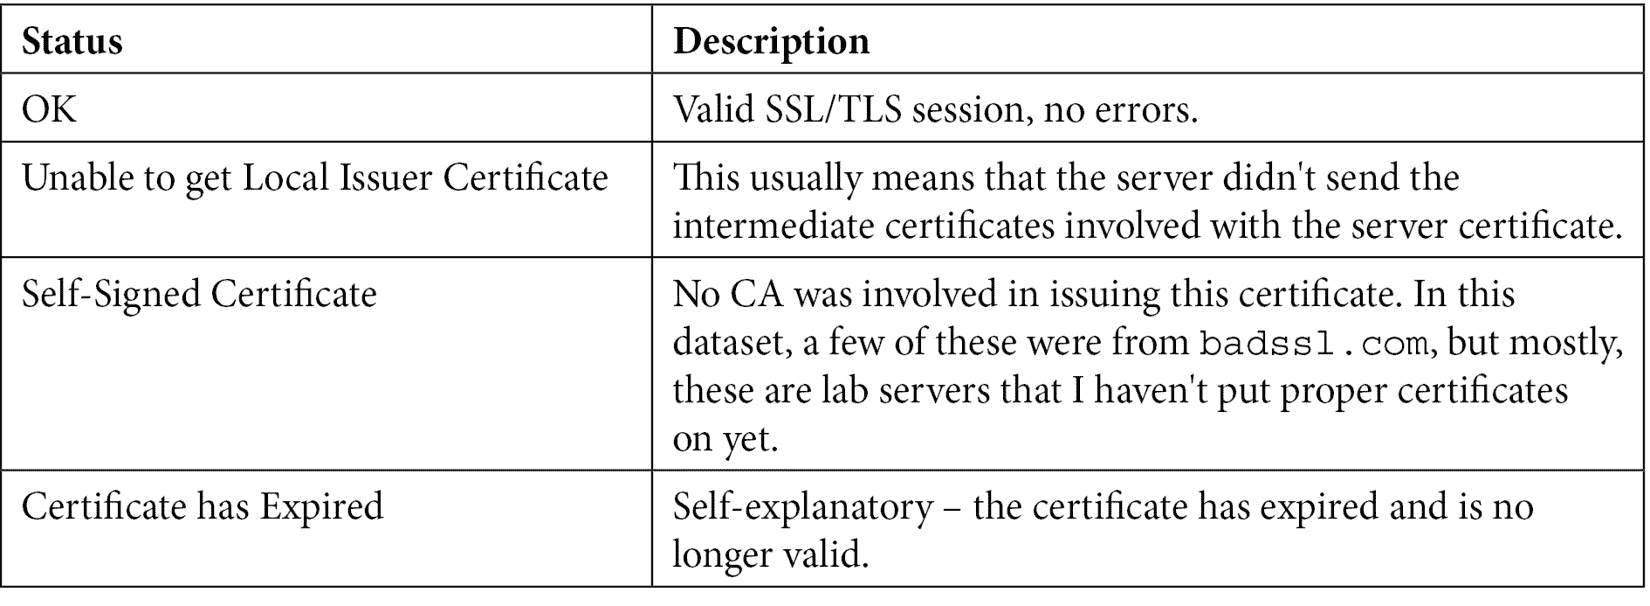 Status
Description
OK
Valid SSL/TLS session, no errors.
Unable to get Local Issuer Certificate
This usually means that the server didn't send the
intermediate certificates involved with the server certificate.
Self-Signed Certificate
No CA was involved in issuing this certificate. In this
dataset, a few of these were from badssl.com, but mostly,
these are lab servers that I haven't put proper certificates
on yet.
Certificate has Expired
Self-explanatory – the certificate has expired and is no
longer valid.